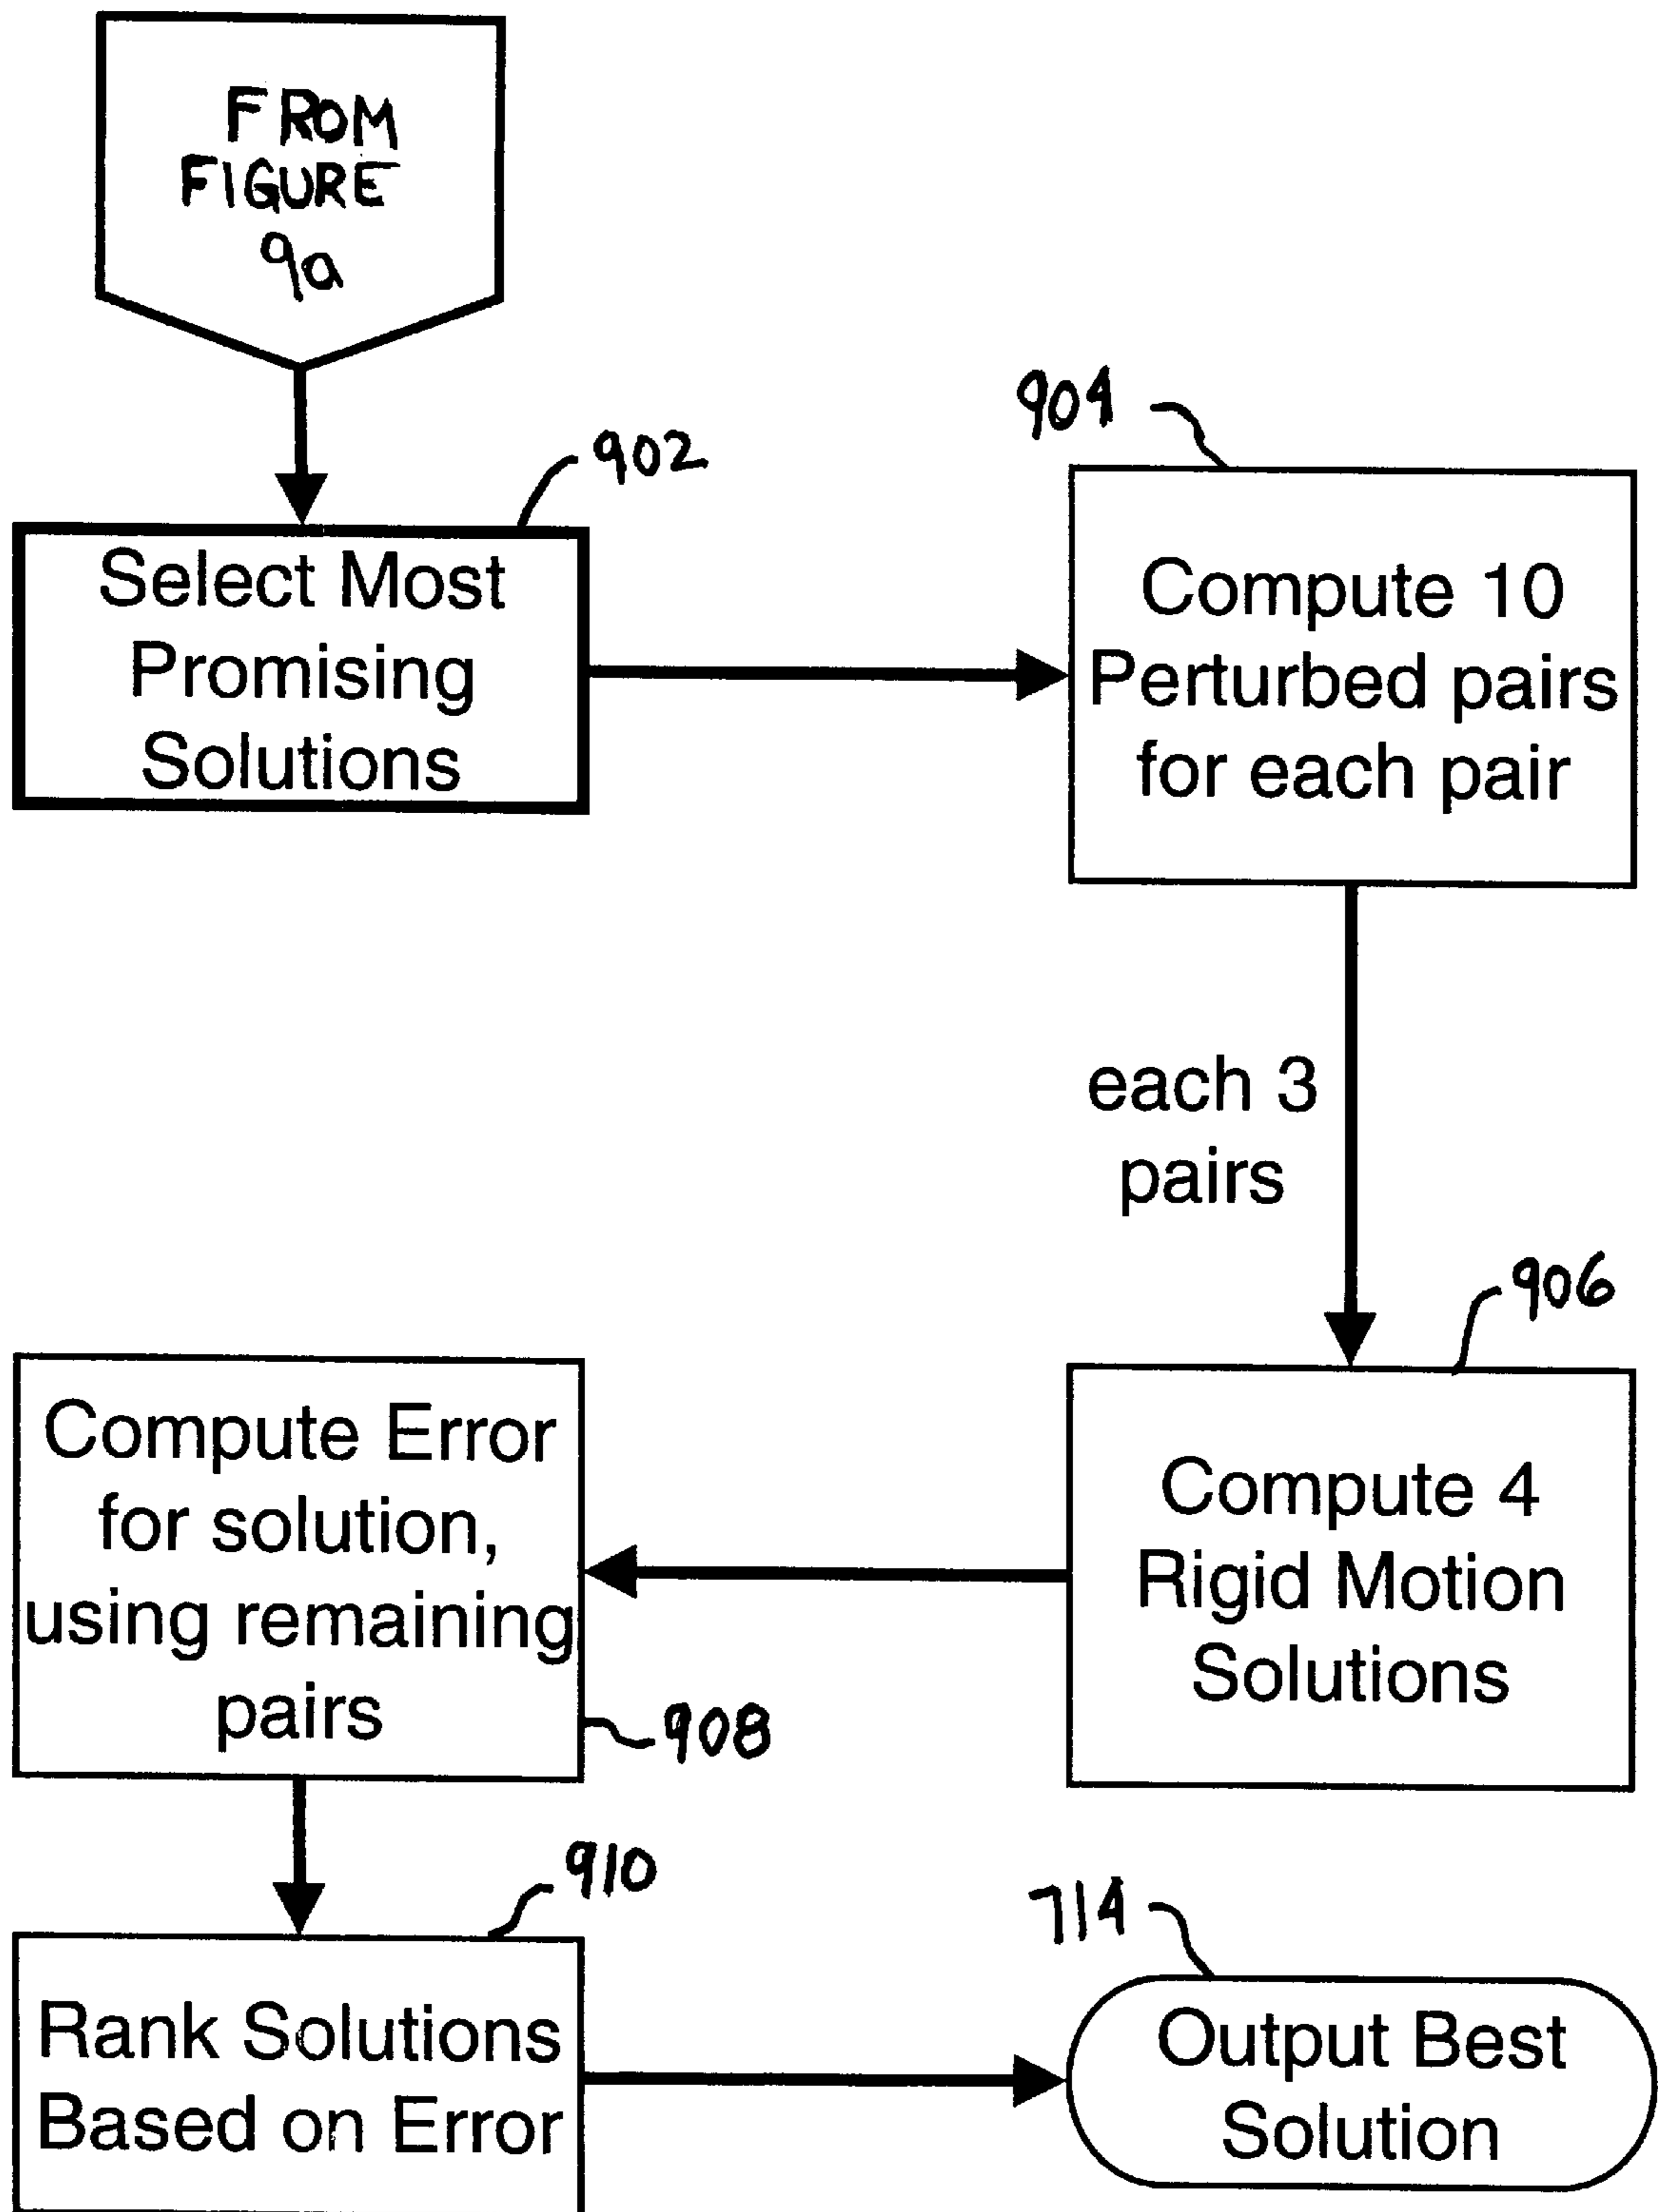 FROM
FIGURE
9a
902
904
Select Most
Promising
Solutions
Compute 10
Perturbed pairs
for each pair
each 3
pairs
906
Compute Error
for solution,
using remaining
pairs
908
Compute 4
Rigid Motion
Solutions
910
714
Rank Solutions
Based on Error
Output Best
Solution